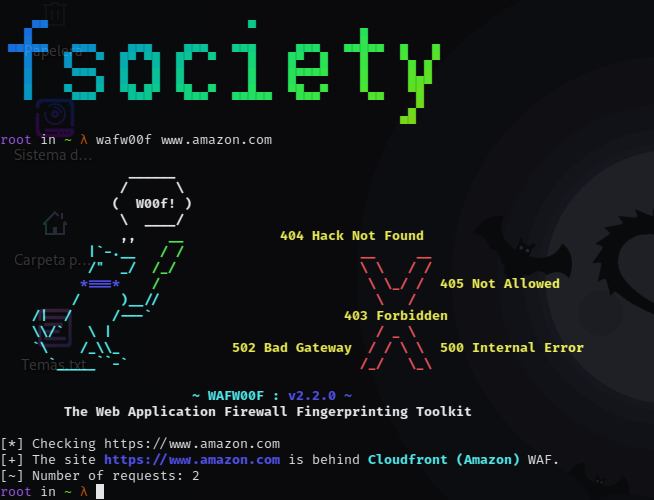 fsociety
Papelera
root in ~ λ wafw00f www.amazon.com
Sistema d...
( W00f! )
404 Hack Not Found
405 Not Allowed
Carpeta p...
403 Forbidden
502 Bad Gateway
500 Internal Error
Temas.txt
~ WAFW00F : v2.2.0 ~
The Web Application Firewall Fingerprinting Toolkit
[*] Checking https://www.amazon.com
[+] The site https://www.amazon.com is behind Cloudfront (Amazon) WAF.
[~] Number of requests: 2
root in ~ λ